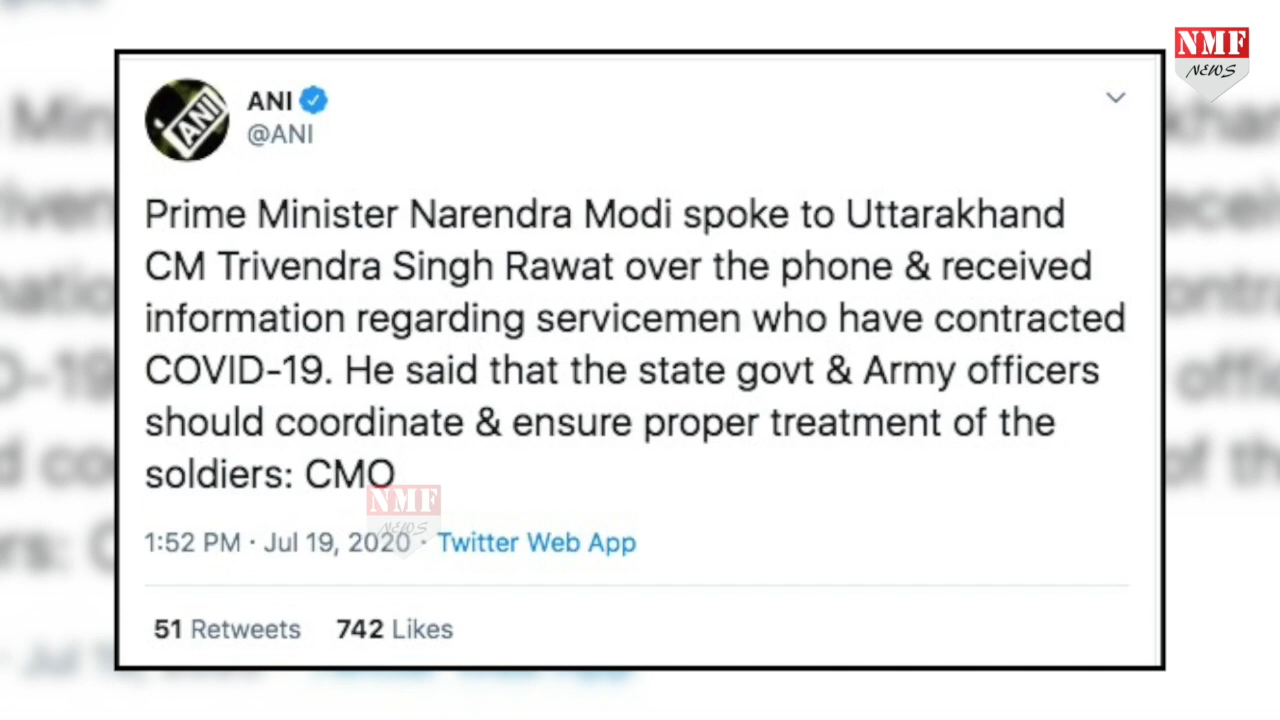 NMF
NEWS
ANI
ANI
@ANI
Prime Minister Narendra Modi spoke to Uttarakhand
CM Trivendra Singh Rawat over the phone & received
information regarding servicemen who have contracted
COVID-19. He said that the state govt & Army officers
should coordinate & ensure proper treatment of the
soldiers: CMO
NMF
NEWS
1:52 PM · Jul 19, 2020 · Twitter Web App
51 Retweets 742 Likes